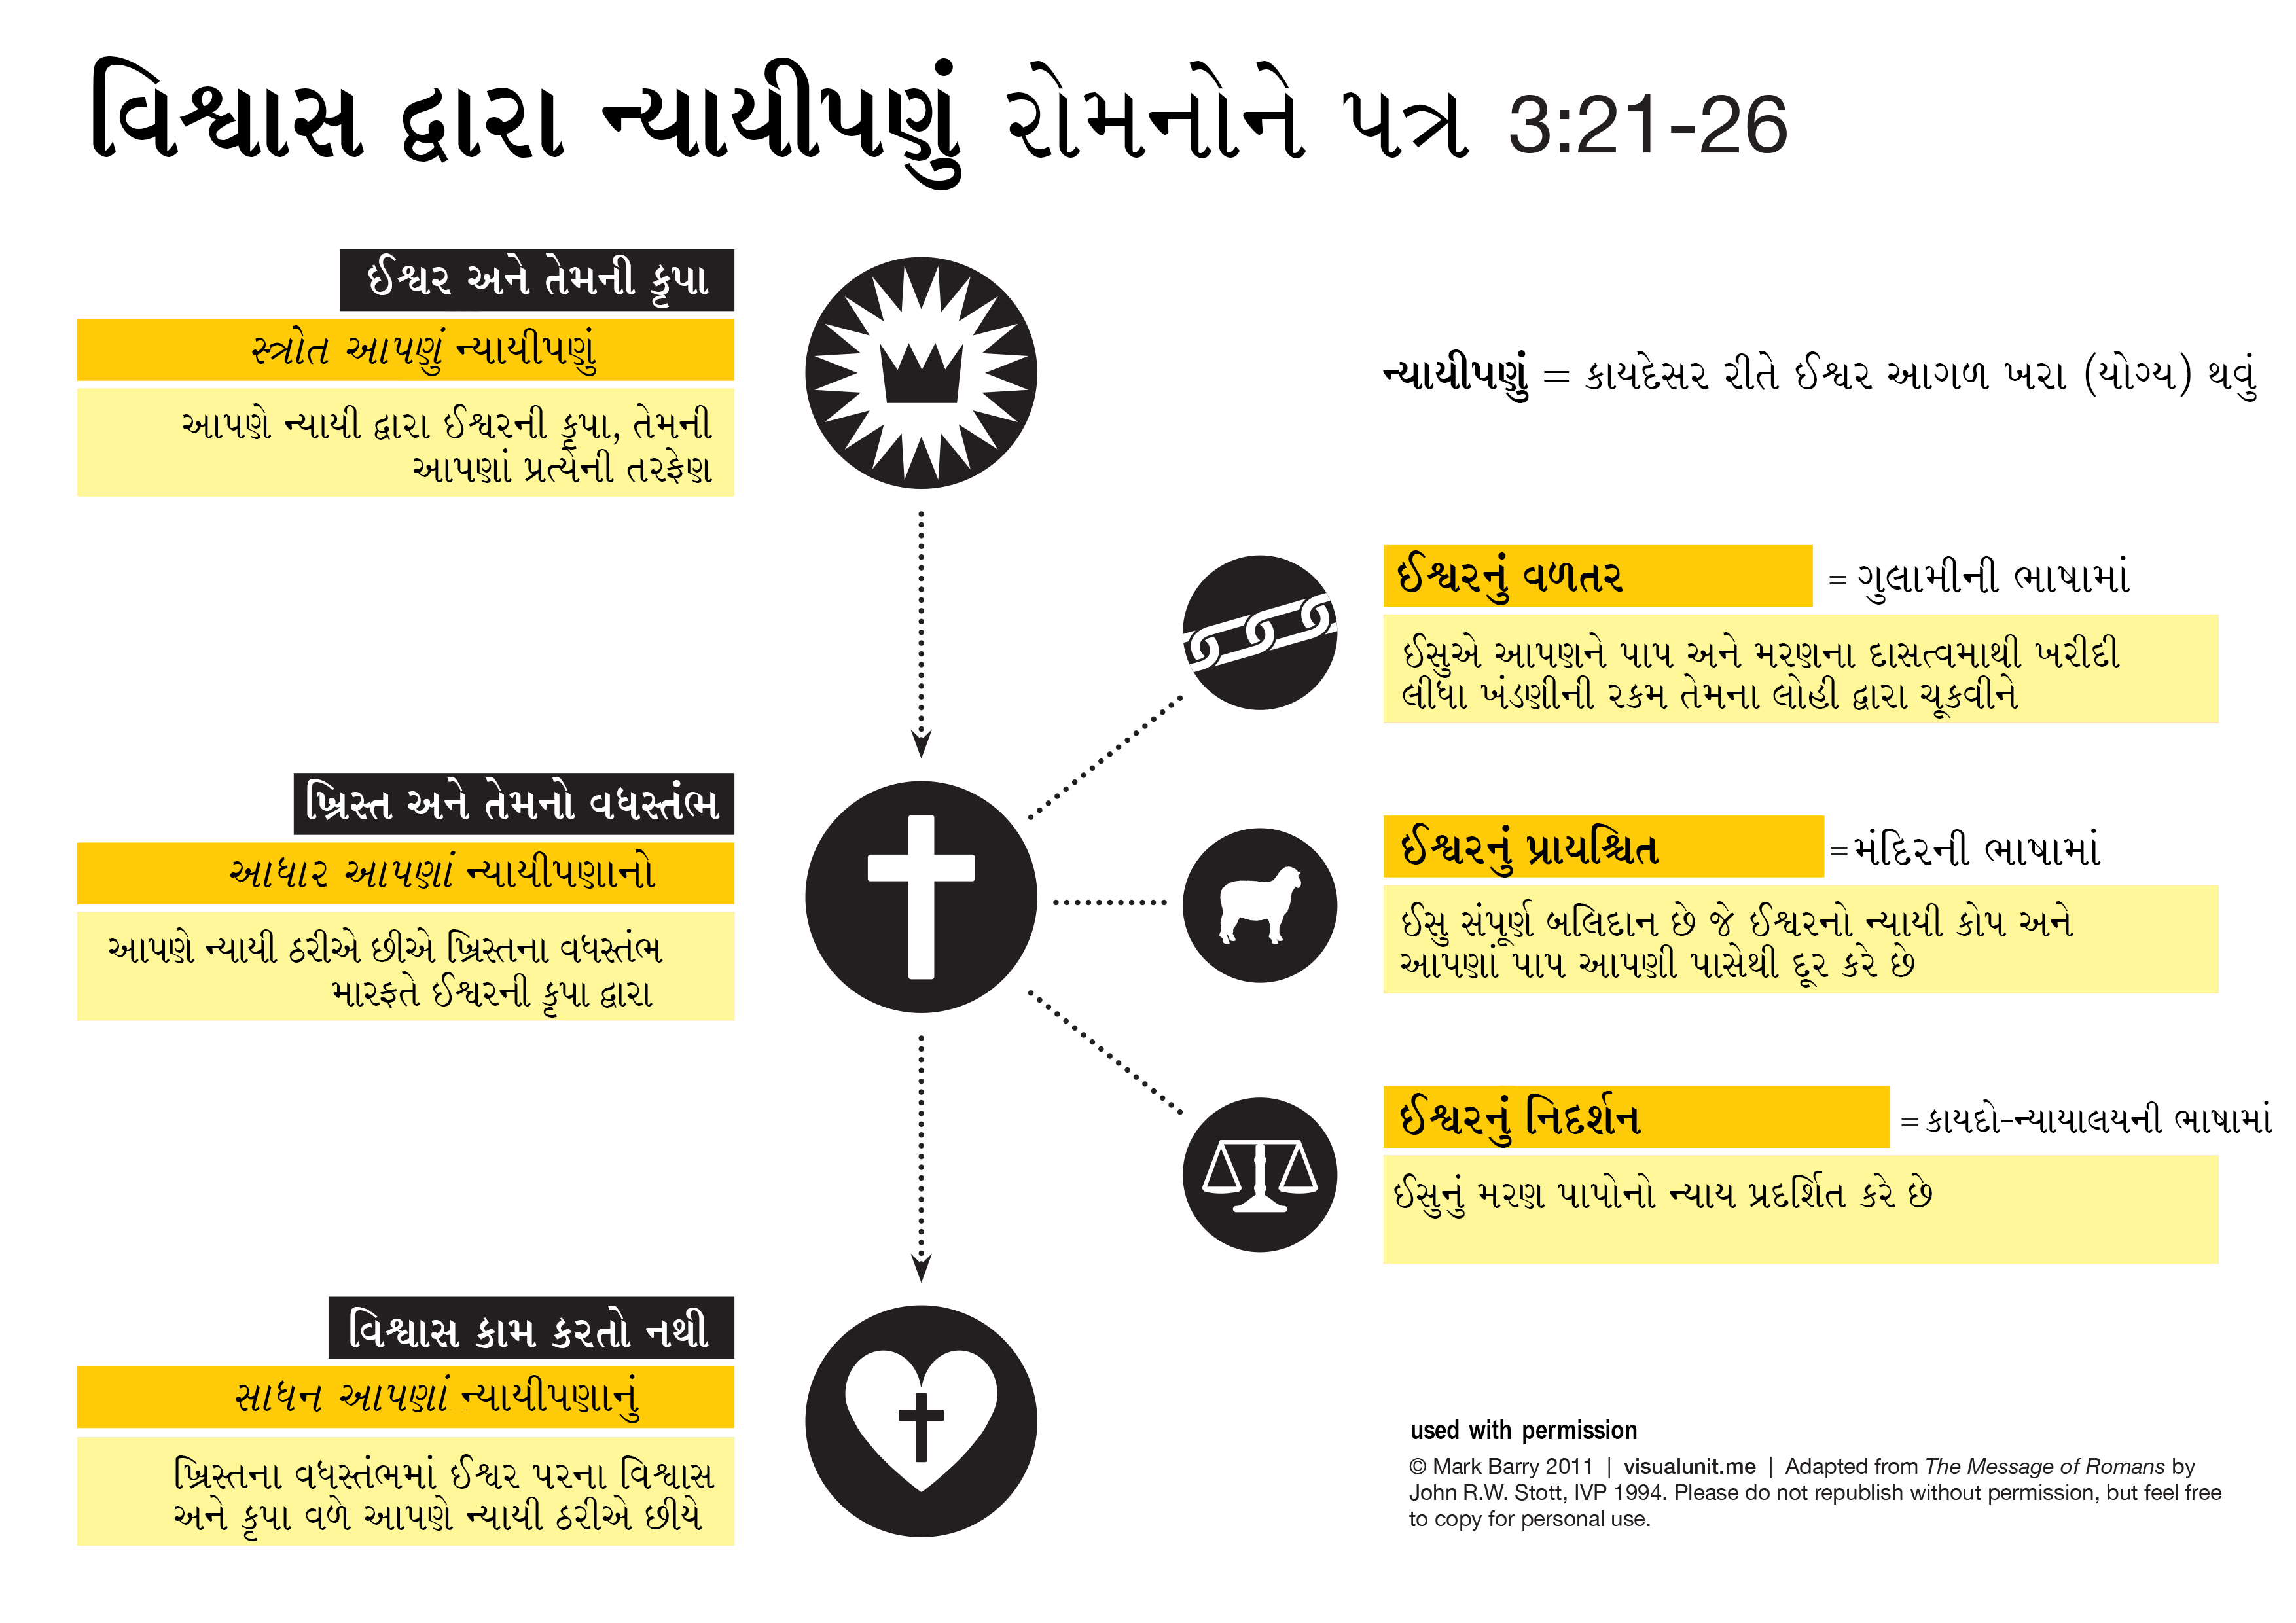 વિશ્વાસ દ્વારા ન્યાયીપણું રોમનોને પત્ર 3:21-26
ઈશ્વર અને તેમની કૃપા
સ્ત્રોત આપણું ન્યાયીપણું
આપણે ન્યાયી દ્વારા ઈશ્વરની કૃપા, તેમની
આપણાં પ્રત્યેની તરફેણ
ન્યાયીપણું = કાયદેસર રીતે ઈશ્વર આગળ ખરા (યોગ્ય) થવું
ઈશ્વરનું વળતર = ગુલામીની ભાષામાં
ઈસુએ આપણને પાપ અને મરણના દાસત્વમાથી ખરીદી
લીધા ખંડણીની રકમ તેમના લોહી દ્વારા ચૂકવીને
ખ્રિસ્ત અને તેમનો વધસ્તંભ
આધાર આપણાં ન્યાયીપણાનો
આપણે ન્યાયી ઠરીએ છીએ ખ્રિસ્તના વધસ્તંભ
મારફતે ઈશ્વરની કૃપા દ્વારા
ઈશ્વરનું પ્રાયશ્ચિત =મંદિરની ભાષામાં
ઈસુ સંપૂર્ણ બલિદાન છે જે ઈશ્વરનો ન્યાયી કોપ અને
આપણાં પાપ આપણી પાસેથી દૂર કરે છે
ઈશ્વરનું નિદર્શન = કાયદો-ન્યાયાલયની ભાષામાં
ઈસુનું મરણ પાપોનો ન્યાય પ્રદર્શિત કરે છે
વિશ્વાસ કામ કરતો નથી
સાધન આપણાં ન્યાયીપણાનું
ખ્રિસ્તના વધસ્તંભમાં ઈશ્વર પરના વિશ્વાસ
અને કૃપા વળે આપણે ન્યાયી ઠરીએ છીયે
used with permission
© Mark Barry 2011 | visualunit.me | Adapted from The Message of Romans by
John R.W. Stott, IVP 1994. Please do not republish without permission, but feel free
to copy for personal use.